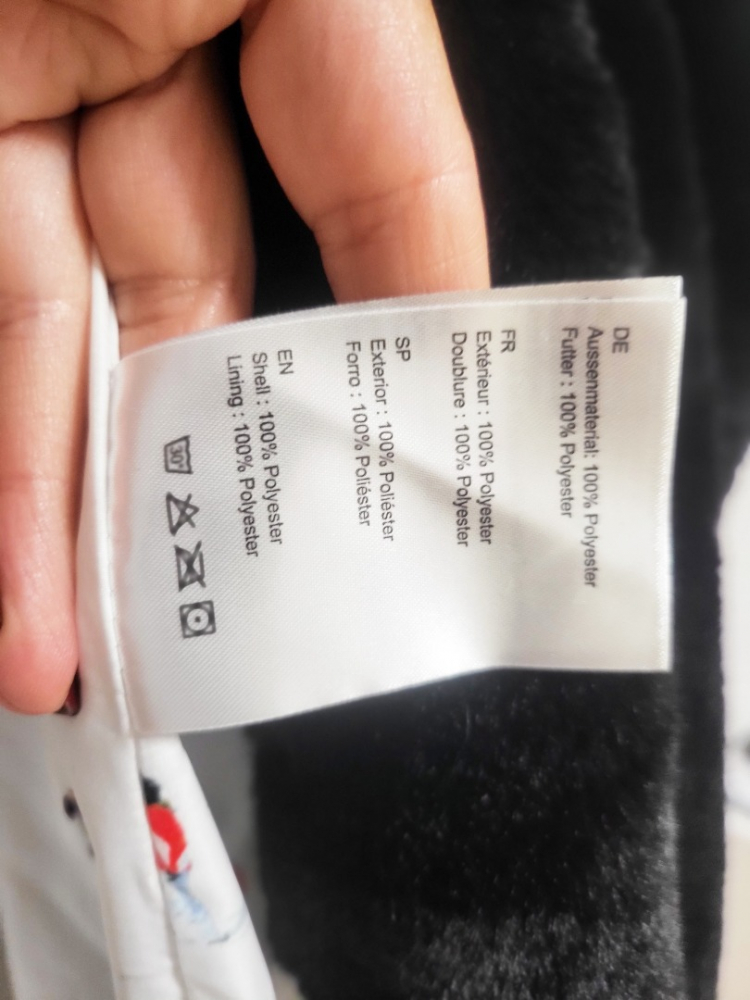 DE
Aussenmaterial: 100% Polyester
Futter : 100% Polyester
FR
Extérieur : 100% Polyester
Doublure : 100% Polyester
SP
Exterior : 100% Poliéster
Forro : 100% Poliéster
EN
Shell : 100% Polyester
Lining : 100% Polyester
30°